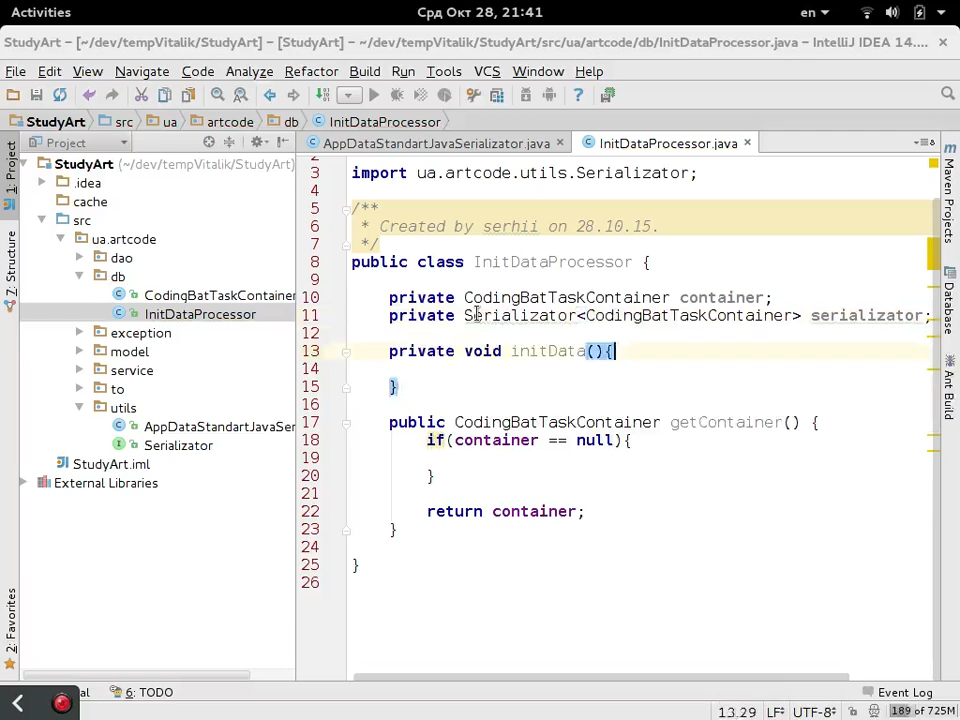 Activities
Срд Окт 28, 21:41
en
StudyArt – [~/dev/tempVitalik/StudyArt] – [StudyArt] – ~/dev/tempVitalik/StudyArt/src/ua/artcode/db/InitDataProcessor.java – IntelliJ IDEA 14....
File Edit View Navigate Code Analyze Refactor Build Run Tools VCS Window Help
StudyArt src ua artcode db InitDataProcessor
Project
AppDataStandartJavaSerializator.java InitDataProcessor.java
1: Project
2: Structure
2: Favorites
Maven Projects
Database
Ant Build
StudyArt (~/dev/tempVitalik/StudyArt)
.idea
cache
src
ua.artcode
dao
db
CodingBatTaskContainer
InitDataProcessor
exception
model
service
to
utils
AppDataStandartJavaSe
Serializator
StudyArt.iml
External Libraries
2
3 import ua.artcode.utils.Serializator;
4
5 /**
6 * Created by serhii on 28.10.15.
7 */
8 public class InitDataProcessor {
9
10 private CodingBatTaskContainer container;
11 private Serializator<CodingBatTaskContainer> serializator;
12
13 private void initData(){
14
15 }
16
17 public CodingBatTaskContainer getContainer() {
18 if(container == null){
19
20 }
21
22 return container;
23 }
24
25 }
26
al 6: TODO Event Log
13:29 LF UTF-8 189 of 725M